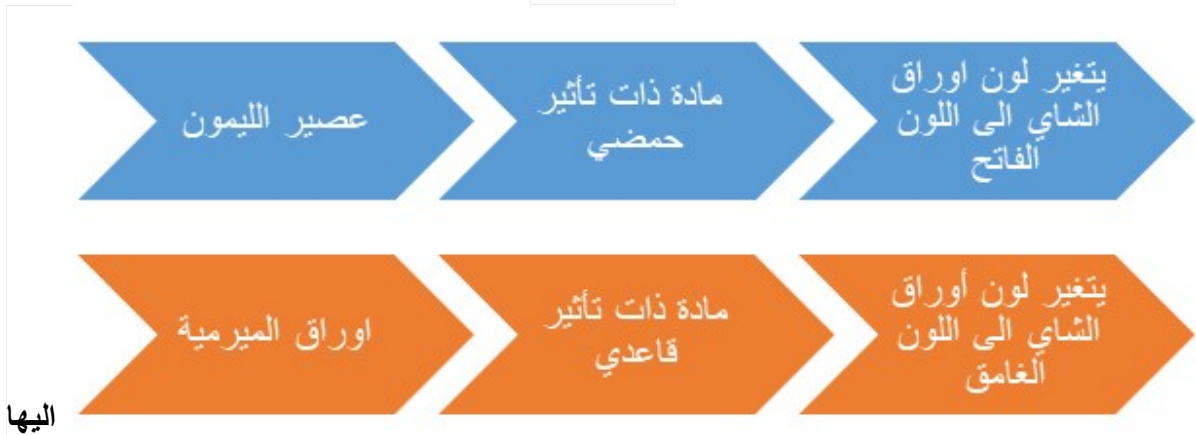 عصير الليمون
مادة ذات تأثير
حمضي
يتغير لون اوراق
الشاي الى اللون
الفاتح
اوراق الميرمية
مادة ذات تأثير
قاعدي
يتغير لون أوراق
الشاي الى اللون
الغامق
اليها